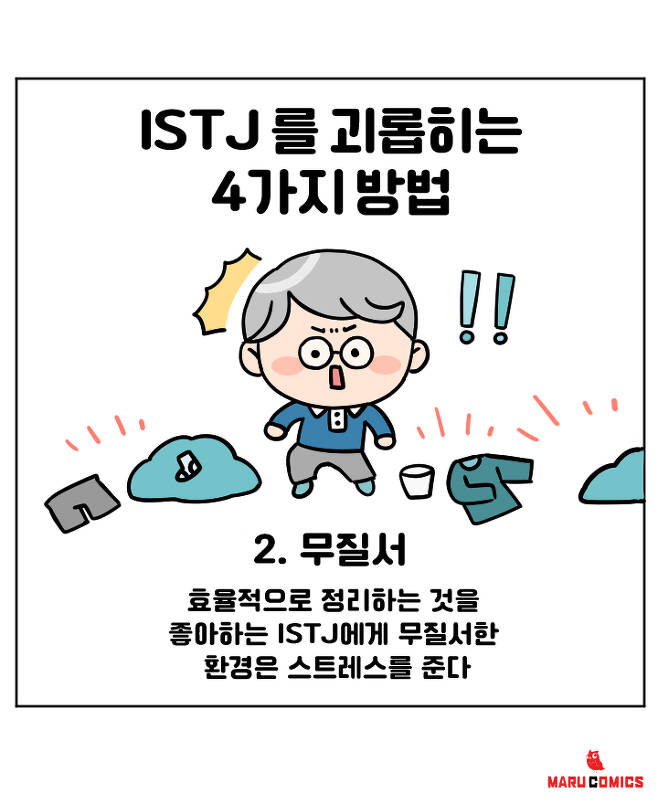 ISTJ 를 괴롭히는
4가지 방법
!!
2. 무질서
효율적으로 정리하는 것을
좋아하는 ISTJ에게 무질서한
환경은 스트레스를 준다
MARU COMICS